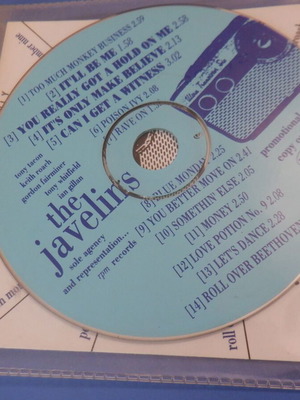 [1] TOO MUCH MONKEY BUSINESS 2.39
[2] IT'LL BE ME 1.58
[3] YOU REALLY GOT A HOLD ON ME 2.58
[4] IT'S ONLY MAKE BELIEVE 2.13
[5] CAN I GET A WITNESS 3.02
[6] POISON IVY 2.08
[7] RAVE ON
[8] BLUE MONDAY 2.25
[9] YOU BETTER MOVE ON 2.41
[10] SOMETHIN ELSE 2.05
[11] MONEY 2.50
[12] LOVE POTION No. 9 2.08
[13] LET'S DANCE 2.28
[14] ROLL OVER BEETHOVEN
tony tacon
keith roach
gordon fairminer
tony whitfield
ian gillan
the
javelins
sole agency
and representation...
rpm records
promotional
copy
roll